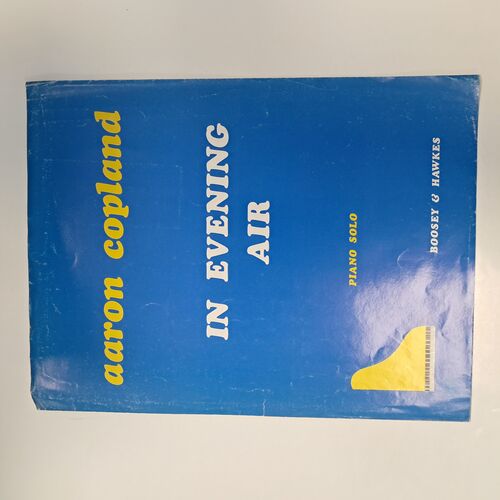 aaron copland
IN EVENING
AIR
PIANO SOLO
BOOSEY & HAWKES